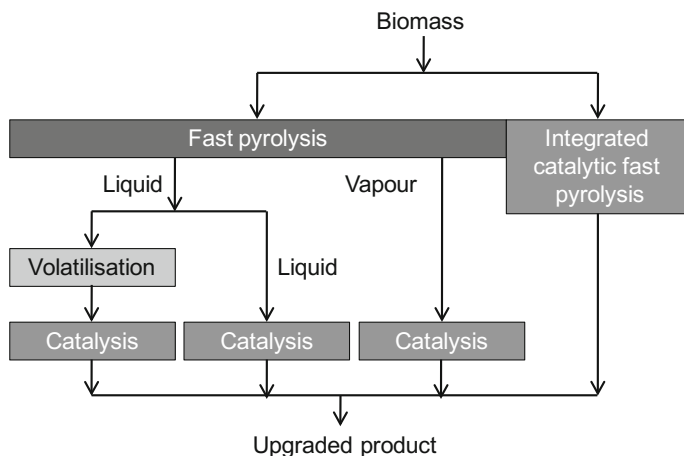 Biomass
Fast pyrolysis
Integrated
catalytic fast
pyrolysis
Liquid
Vapour
Volatilisation
Liquid
Catalysis
Catalysis
Catalysis
Upgraded product